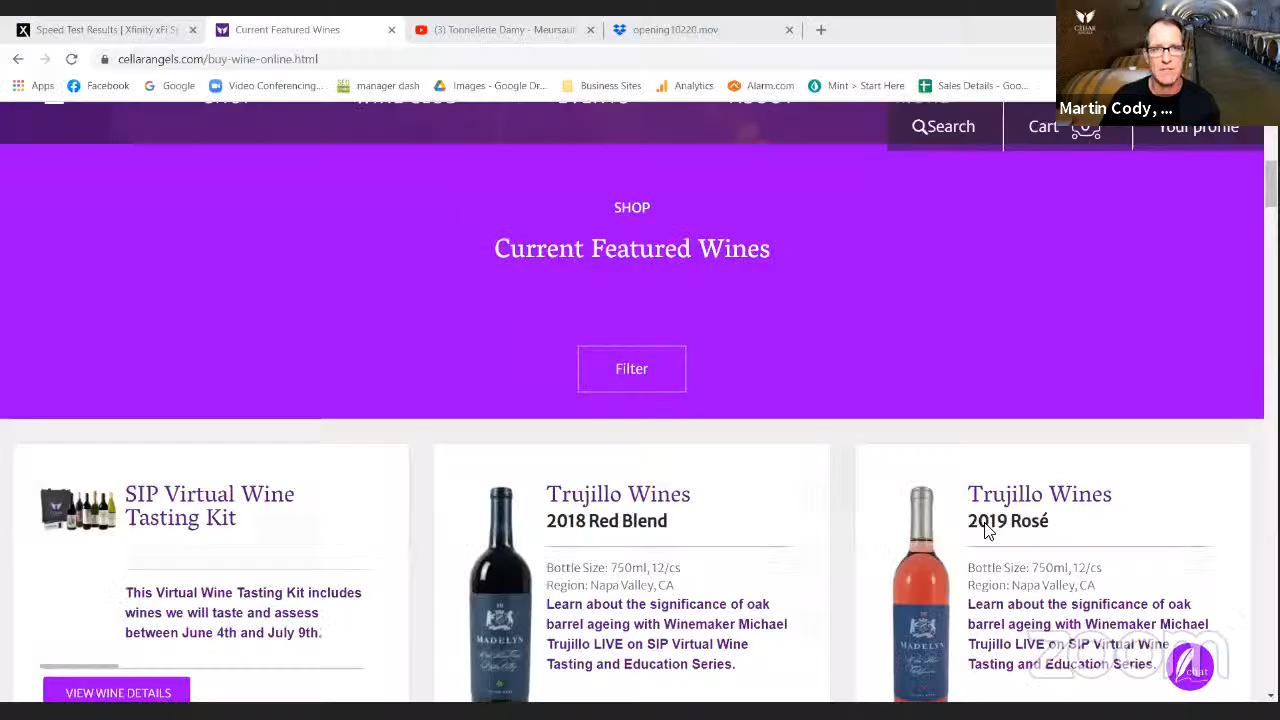 Speed Test Results | Xfinity xFi S
Current Featured Wines
(3) Tonnellerie Damy - Meursaul
opening10220.mov
cellarangels.com/buy-wine-online.html
Apps
Facebook
Google
Video Conferencing...
manager dash
Images - Google Dr...
Business Sites
Analytics
Alarm.com
Mint > Start Here
Sales Details - Goo...
CEDAR
Martin Cody, ...
Search
Cart
0
Your profile
SHOP
Current Featured Wines
Filter
SIP Virtual Wine
Tasting Kit
This Virtual Wine Tasting Kit includes
wines we will taste and assess
between June 4th and July 9th.
VIEW WINE DETAILS
MADELYN
Trujillo Wines
2018 Red Blend
Bottle Size: 750ml, 12/cs
Region: Napa Valley, CA
Learn about the significance of oak
barrel ageing with Winemaker Michael
Trujillo LIVE on SIP Virtual Wine
Tasting and Education Series.
MADELYN
Trujillo Wines
2019 Rosé
Bottle Size: 750ml, 12/cs
Region: Napa Valley, CA
Learn about the significance of oak
barrel ageing with Winemaker Michael
Trujillo LIVE on SIP Virtual Wine
Tasting and Education Series.
chat
zoom